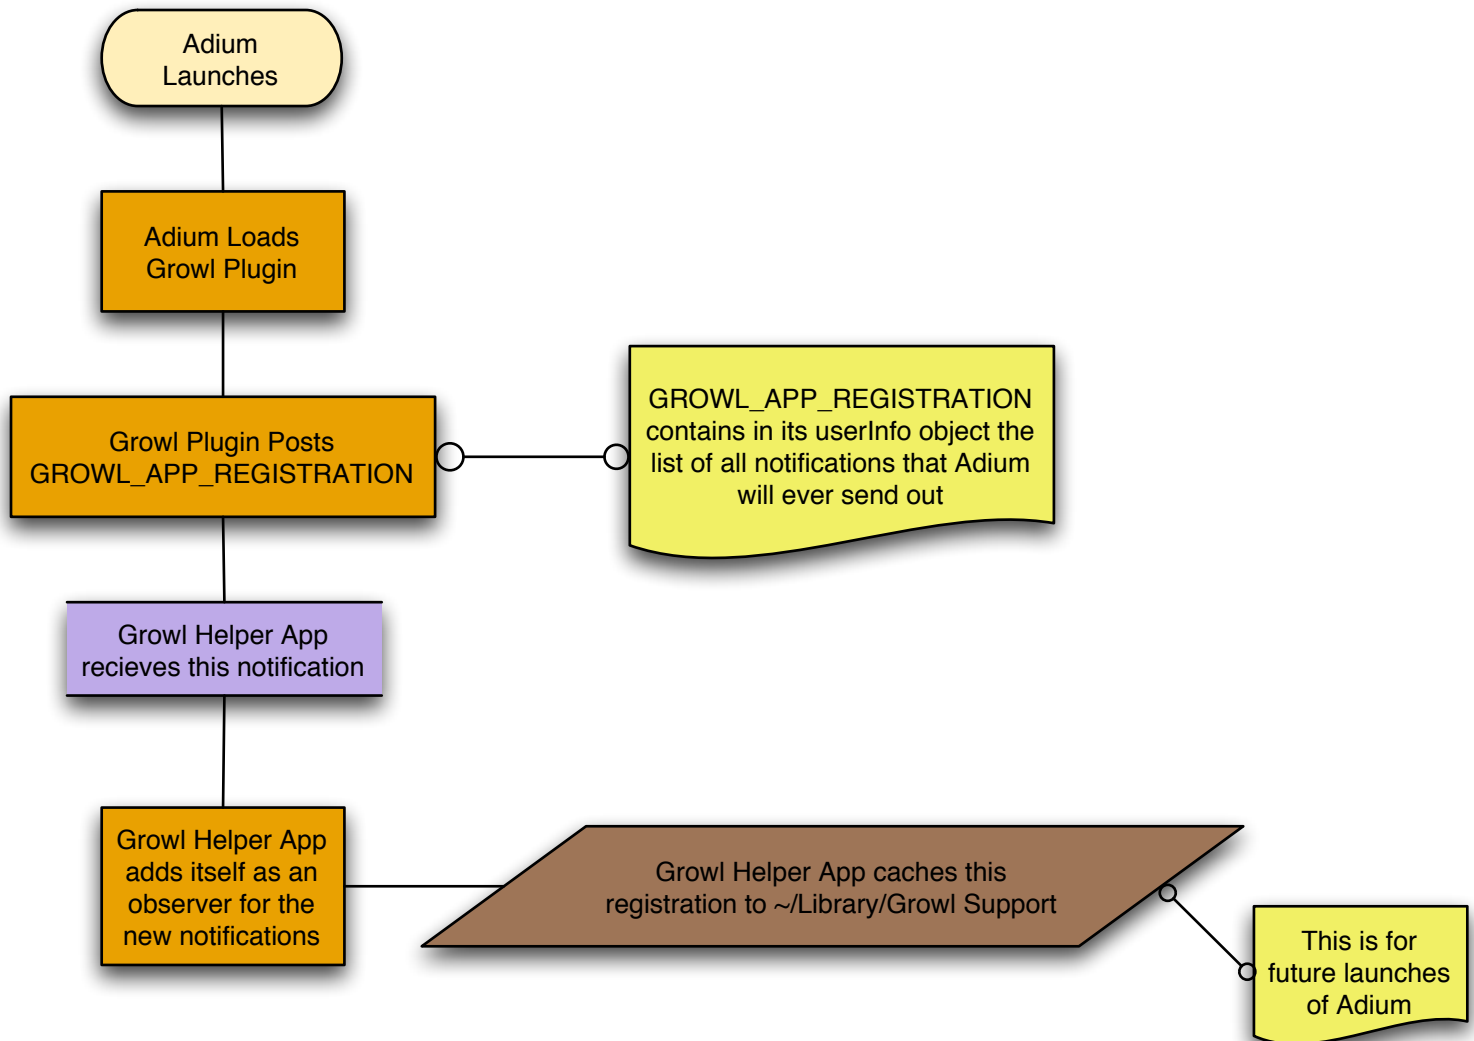 Adium
Launches
Adium Loads
Growl Plugin
Growl Plugin Posts
GROWL_APP_REGISTRATION
GROWL_APP_REGISTRATION
contains in its userInfo object the
list of all notifications that Adium
will ever send out
Growl Helper App
recieves this notification
Growl Helper App
adds itself as an
observer for the
new notifications
Growl Helper App caches this
registration to ~/Library/Growl Support
This is for
future launches
of Adium